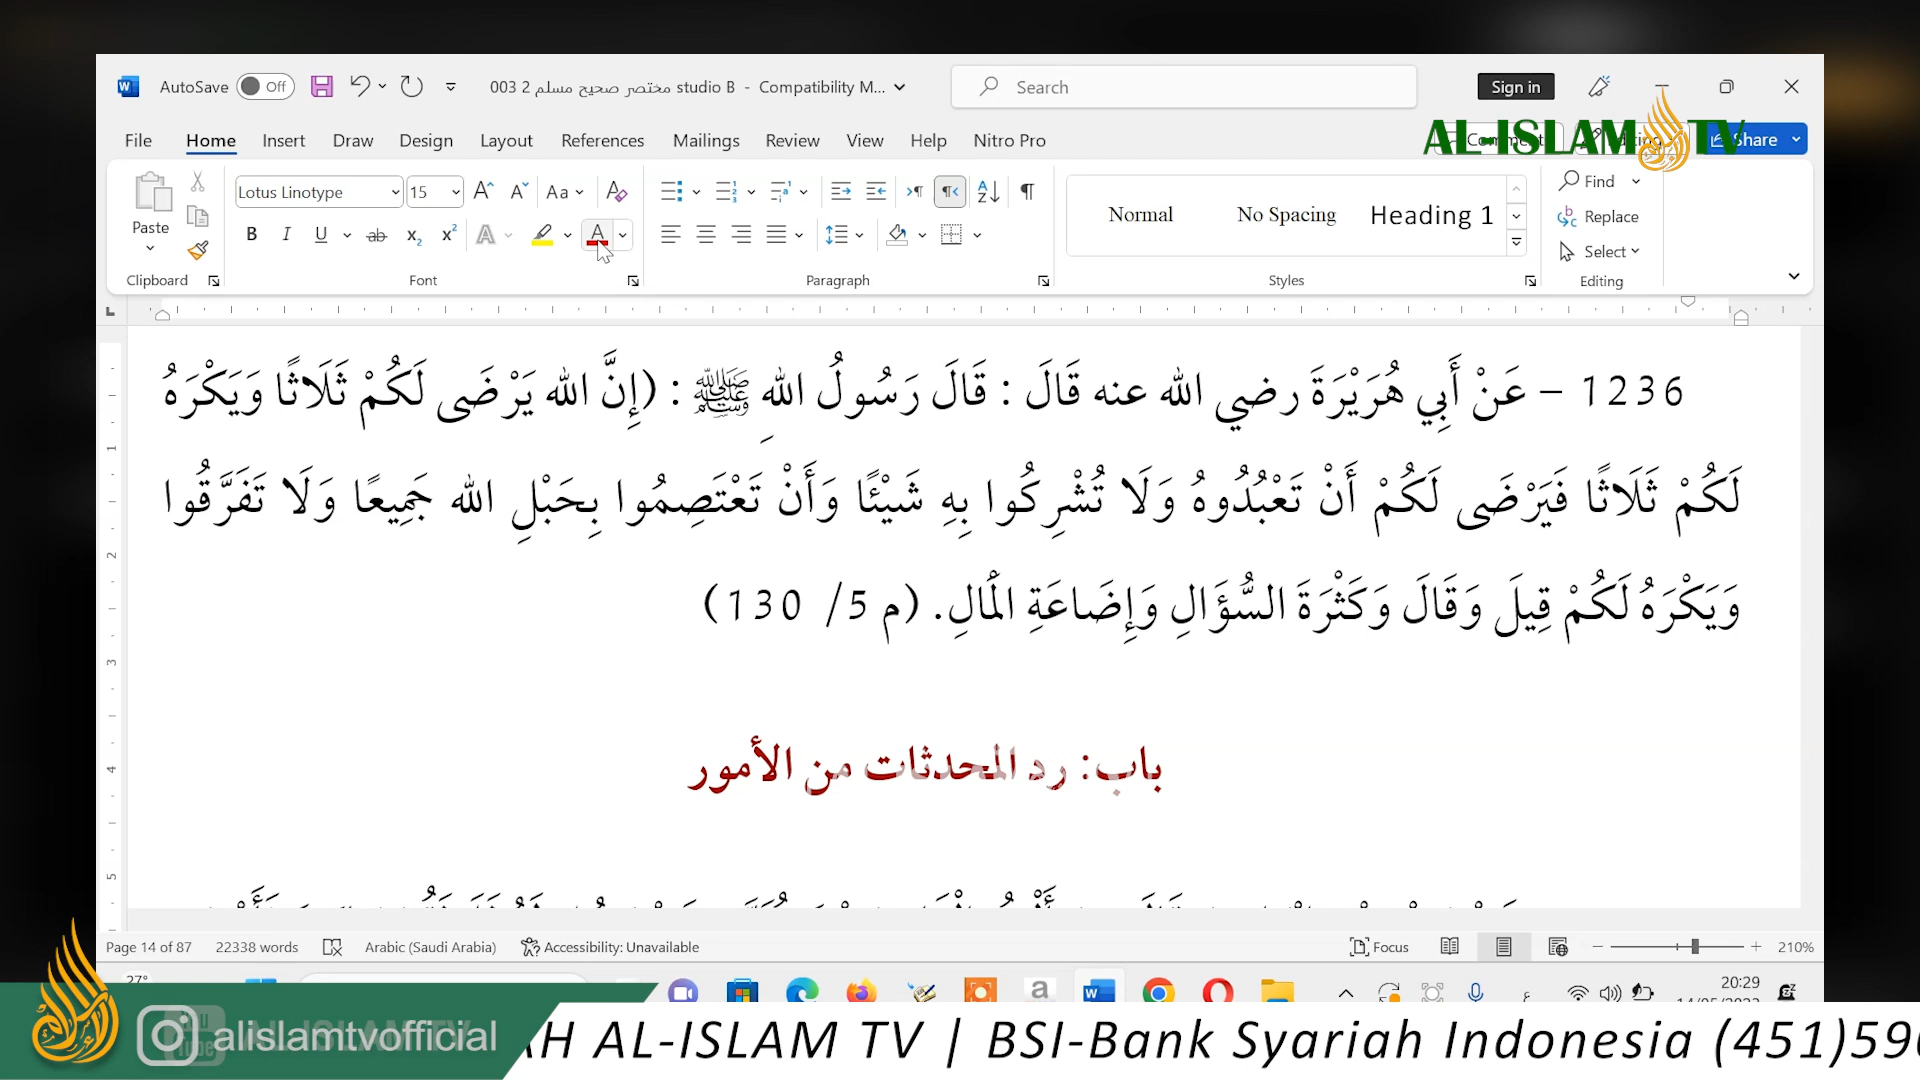 AutoSave Off 003 مختصر صحيح مسلم 2 studio B - Compatibility M... Search Sign in
File Home Insert Draw Design Layout References Mailings Review View Help Nitro Pro Share
AL-ISLAM TV
Paste Lotus Linotype 15 Normal No Spacing Heading 1 Find
Replace
Select
Clipboard Font Paragraph Styles Editing
1236 – عَنْ أَبِي هُرَيْرَةَ رضي الله عنه قَالَ : قَالَ رَسُولُ اللهِ ﷺ : (إِنَّ الله يَرْضَى لَكُمْ ثَلَاثًا وَيَكْرَهُ
لَكُمْ ثَلَاثًا فَيَرْضَى لَكُمْ أَنْ تَعْبُدُوهُ وَلَا تُشْرِكُوا بِهِ شَيْئًا وَأَنْ تَعْتَصِمُوا بِحَبْلِ الله جَمِيعًا وَلَا تَفَرَّقُوا
وَيَكْرَهُ لَكُمْ قِيلَ وَقَالَ وَكَثْرَةَ السُّؤَالِ وَإِضَاعَةِ الْمَالِ. (م 5/ 130)
باب: رد المحدثات من الأمور
Page 14 of 87 22338 words Arabic (Saudi Arabia) Accessibility: Unavailable Focus 210%
27°
20:29
alislamtvofficial
AH AL-ISLAM TV | BSI-Bank Syariah Indonesia (451)590